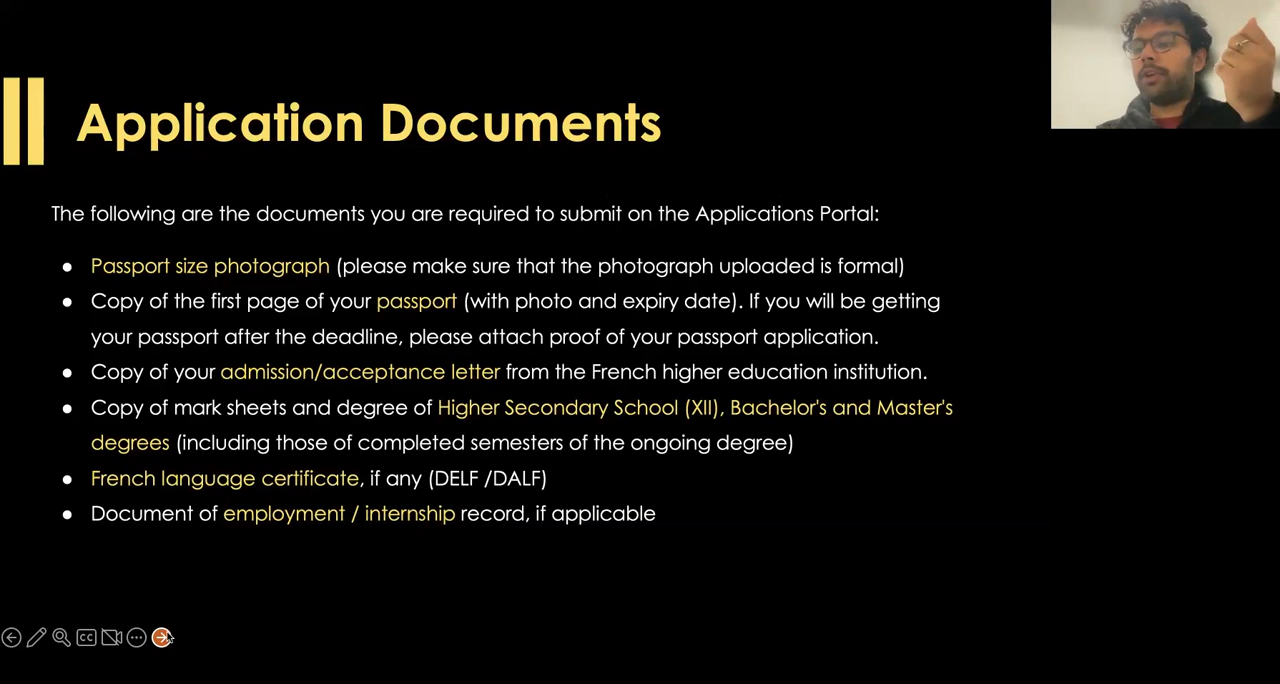 Application Documents
The following are the documents you are required to submit on the Applications Portal:
● Passport size photograph (please make sure that the photograph uploaded is formal)
● Copy of the first page of your passport (with photo and expiry date). If you will be getting
your passport after the deadline, please attach proof of your passport application.
● Copy of your admission/acceptance letter from the French higher education institution.
● Copy of mark sheets and degree of Higher Secondary School (XII), Bachelor's and Master's
degrees (including those of completed semesters of the ongoing degree)
● French language certificate, if any (DELF /DALF)
● Document of employment / internship record, if applicable
CC